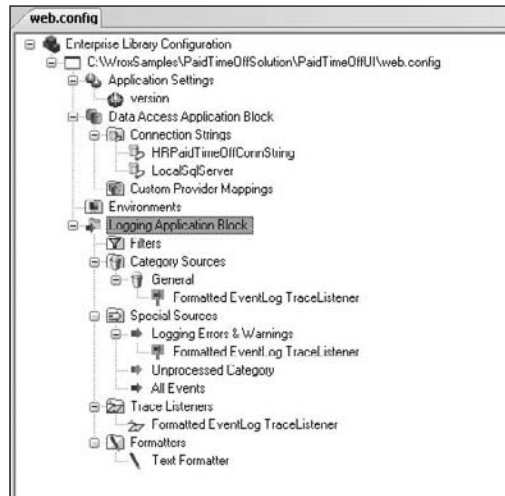 web.config
Enterprise Library Configuration
C:\WroxSamples\PaidTimeOffSolution\PaidTimeOffUI\web.config
Application Settings
version
Data Access Application Block
Connection Strings
HRPaidTimeOffConnString
LocalSqlServer
Custom Provider Mappings
Environments
Logging Application Block
Filters
Category Sources
General
Formatted EventLog TraceListener
Special Sources
Logging Errors & Warnings
Formatted EventLog TraceListener
Unprocessed Category
All Events
Trace Listeners
Formatted EventLog TraceListener
Formatters
Text Formatter